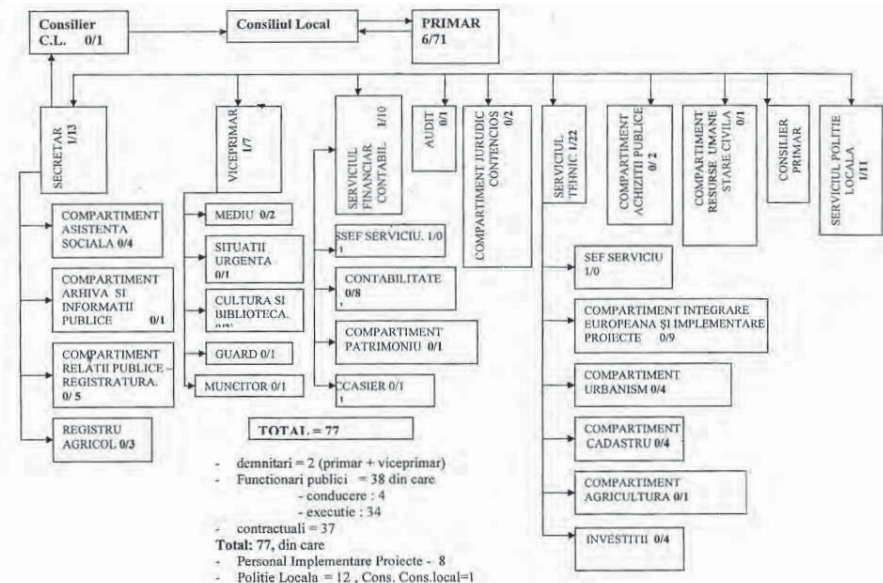 Consilier
C.L. 0/1
Consiliul Local
PRIMAR
6/71
SECRETAR
1/13
VICEPRIMAR
1/7
SERVICIUL
FINANCIAR
CONTABIL 1/10
AUDIT
0/1
COMPARTIMENT JURUDIC
CONTENCIOS 0/2
SERVICIUL
TEHNIC 1/22
COMPARTIMENT
ACHIZITII PUBLICE
0/ 2
COMPARTIMENT
RESURSE UMANE
STARE CIVILA 0/1
CONSILIER
PRIMAR
SERVICIUL POLITIE
LOCALA
1/11
COMPARTIMENT
ASISTENTA
SOCIALA 0/4
COMPARTIMENT
ARHIVA SI
INFORMATII
PUBLICE 0/1
COMPARTIMENT
RELATII PUBLICE –
REGISTRATURA.
0/ 5
REGISTRU
AGRICOL 0/3
MEDIU 0/2
SITUATII
URGENTA
0/1
CULTURA SI
BIBLIOTECA.
GUARD 0/1
MUNCITOR 0/1
SSEF SERVICIU. 1/0
CONTABILITATE
0/8
COMPARTIMENT
PATRIMONIU 0/1
CCASIER 0/1
SEF SERVICIU
1/0
COMPARTIMENT INTEGRARE
EUROPEANA ŞI IMPLEMENTARE
PROIECTE 0/9
COMPARTIMENT
URBANISM 0/4
COMPARTIMENT
CADASTRU 0/4
COMPARTIMENT
AGRICULTURA 0/1
INVESTITII 0/4
TOTAL = 77
- demnitari = 2 (primar + viceprimar)
- Functionari publici = 38 din care
- conducere : 4
- executie : 34
- contractuali = 37
Total: 77, din care
- Personal Implementare Proiecte - 8
- Politie Locala = 12 , Cons. Cons.local=1